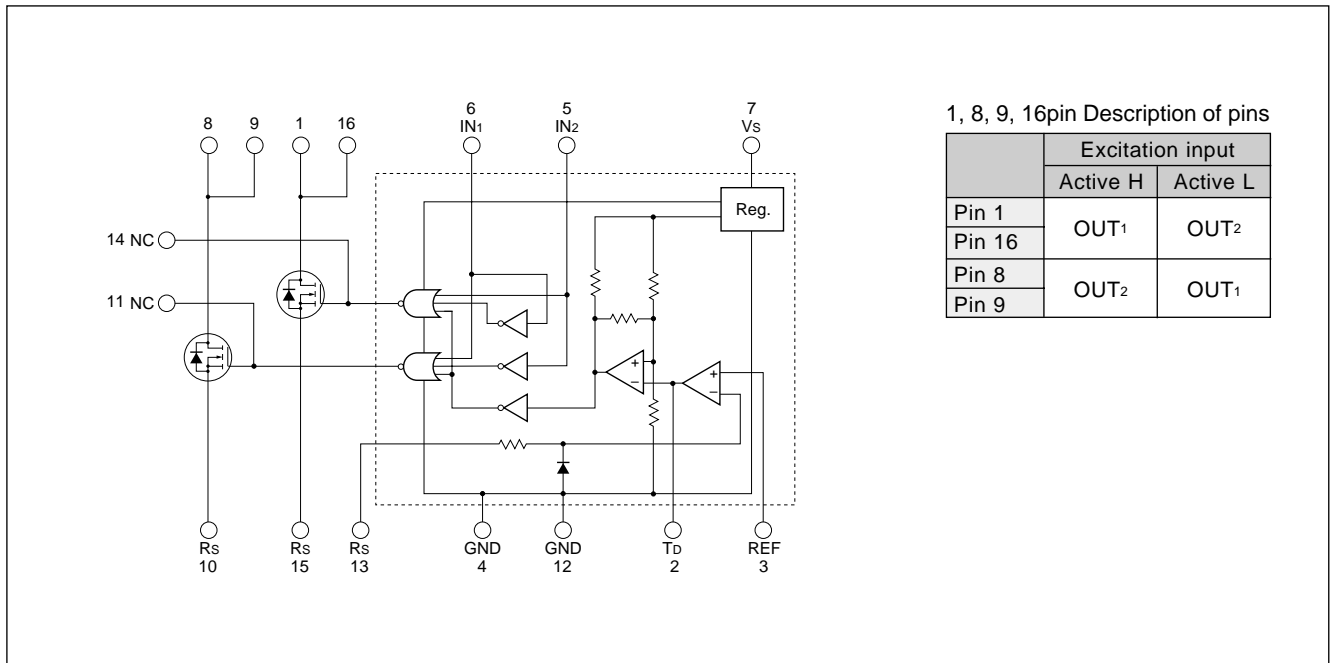 8 9 1 16 6 5 7
IN1 IN2 VS
Reg.
14 NC
11 NC
+
−
+
−
RS RS RS GND GND TD REF
10 15 13 4 12 2 3
1, 8, 9, 16pin Description of pins
Excitation input
Active H Active L
Pin 1
OUT1 OUT2
Pin 16
Pin 8
OUT2 OUT1
Pin 9